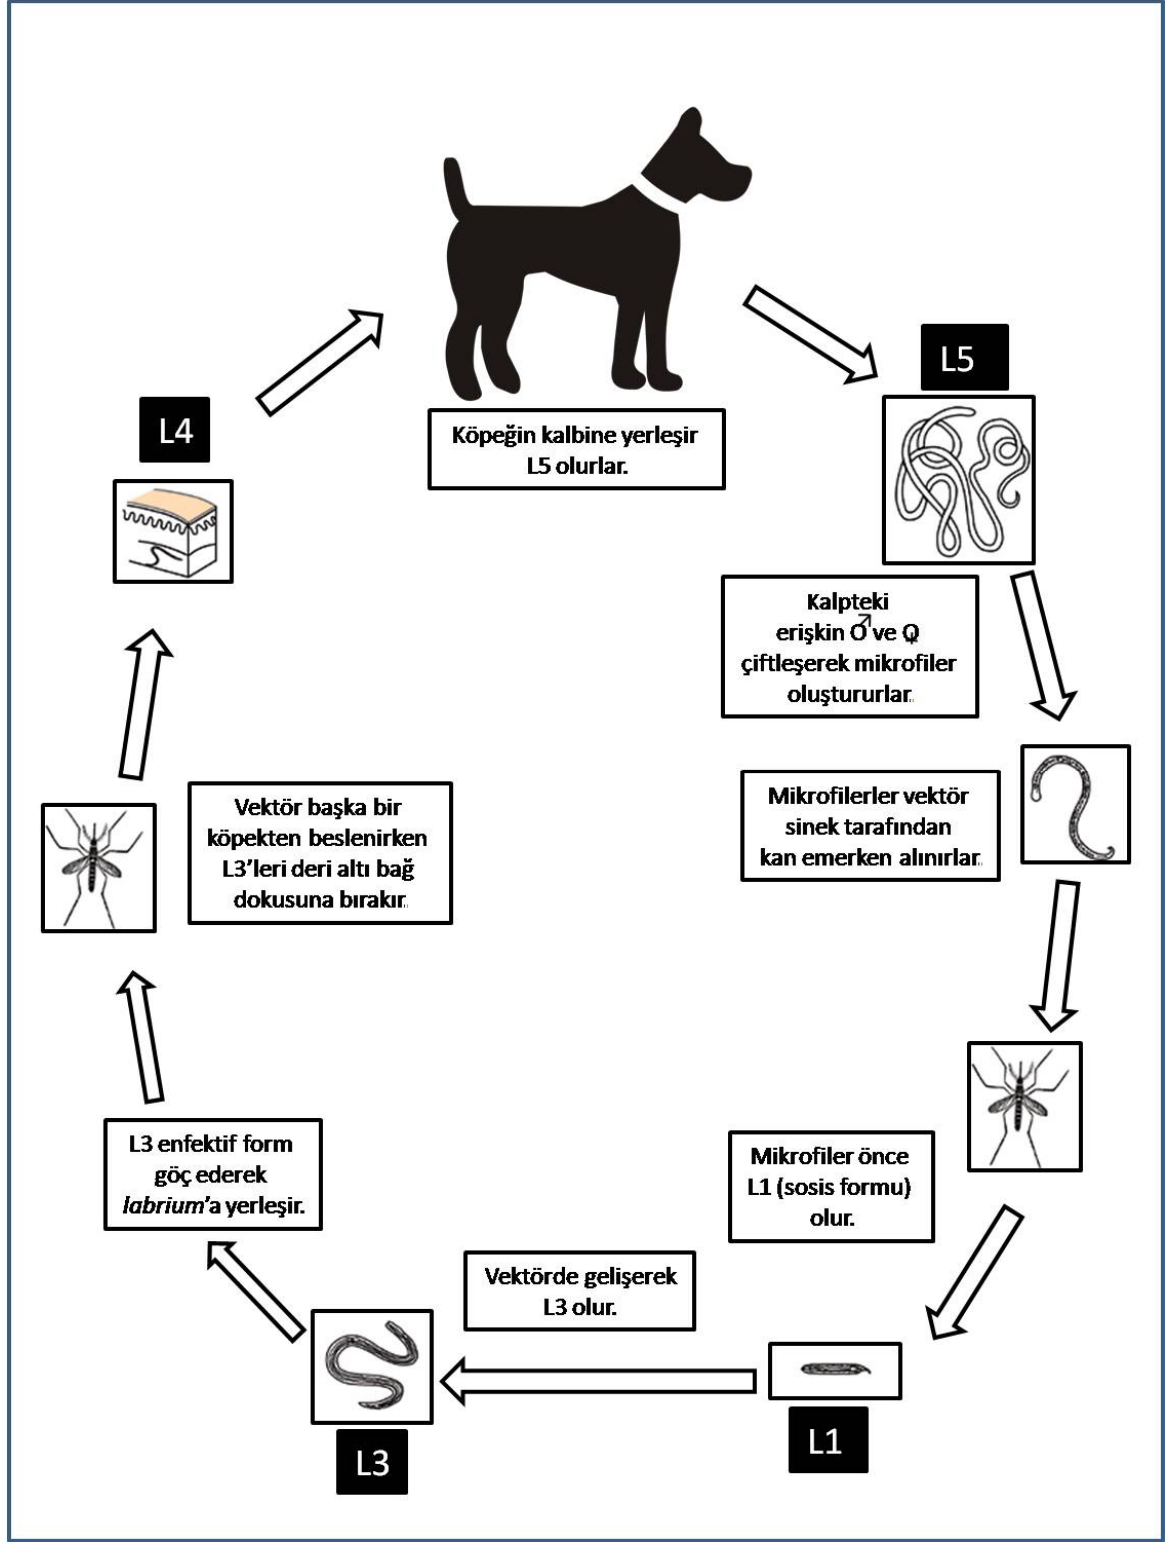 Köpeğin kalbine yerleşir
L5 olurlar.
L5
Kalpteki
erişkin ♂ ve ♀
çiftleşerek mikrofiler
oluştururlar.
Mikrofilerler vektör
sinek tarafından
kan emerken alınırlar.
Mikrofiler önce
L1 (sosis formu)
olur.
L1
Vektörde gelişerek
L3 olur.
L3
L3 enfektif form
göç ederek
labrium'a yerleşir.
Vektör başka bir
köpekten beslenirken
L3’leri deri altı bağ
dokusuna bırakır.
L4